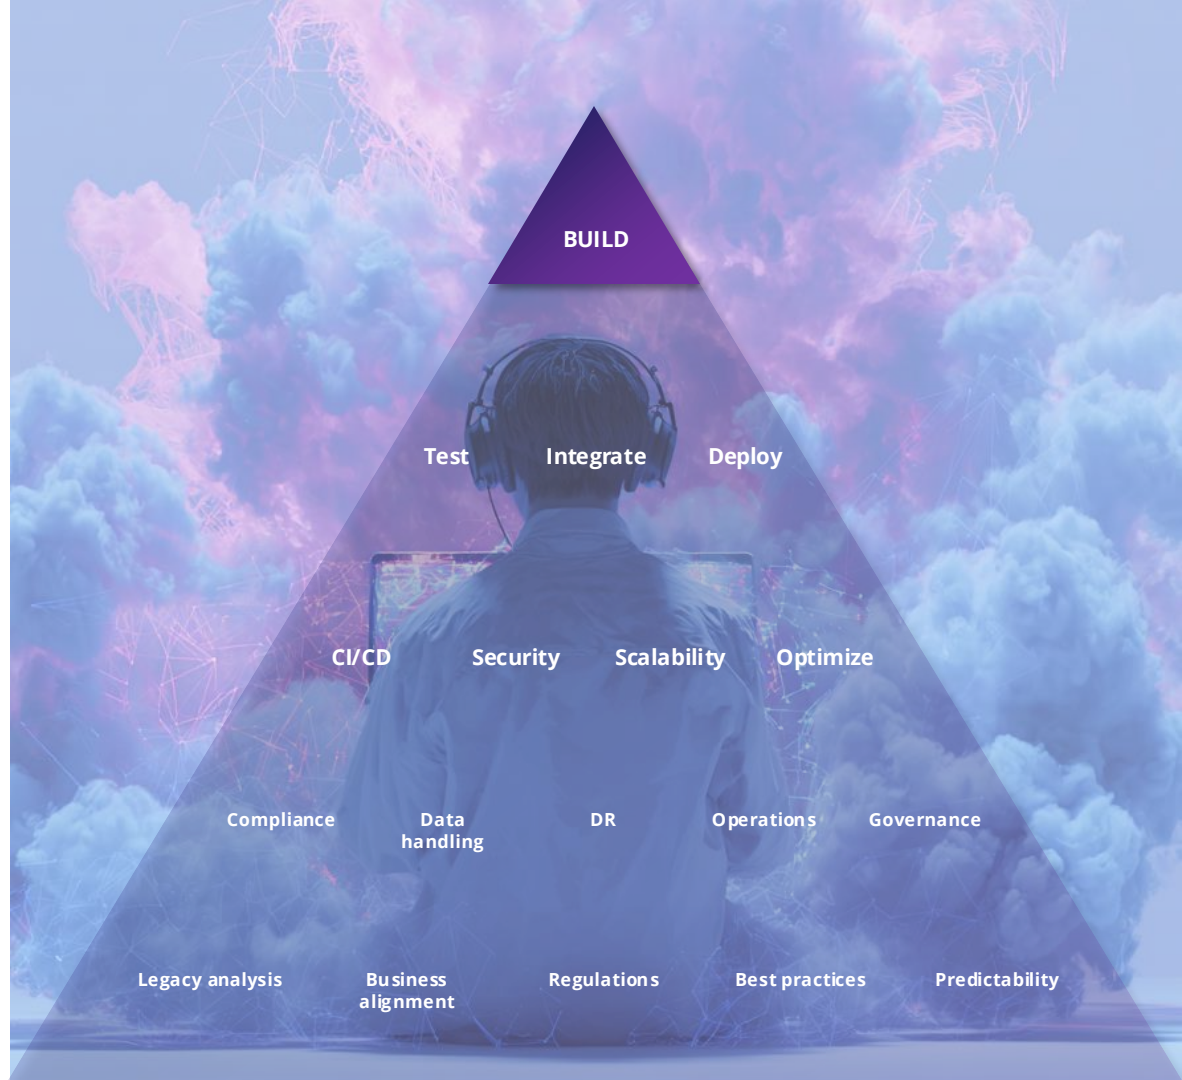 BUILD
Test Integrate Deploy
CI/CD Security Scalability Optimize
Compliance Data handling DR Operations Governance
Legacy analysis Business alignment Regulations Best practices Predictability